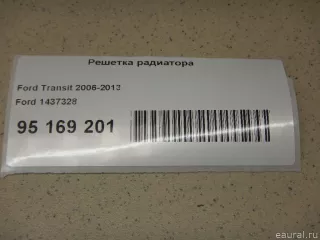 Решетка радиатора
Ford Transit 2006-2013
Ford 1437328
95 169 201
eaural.ru